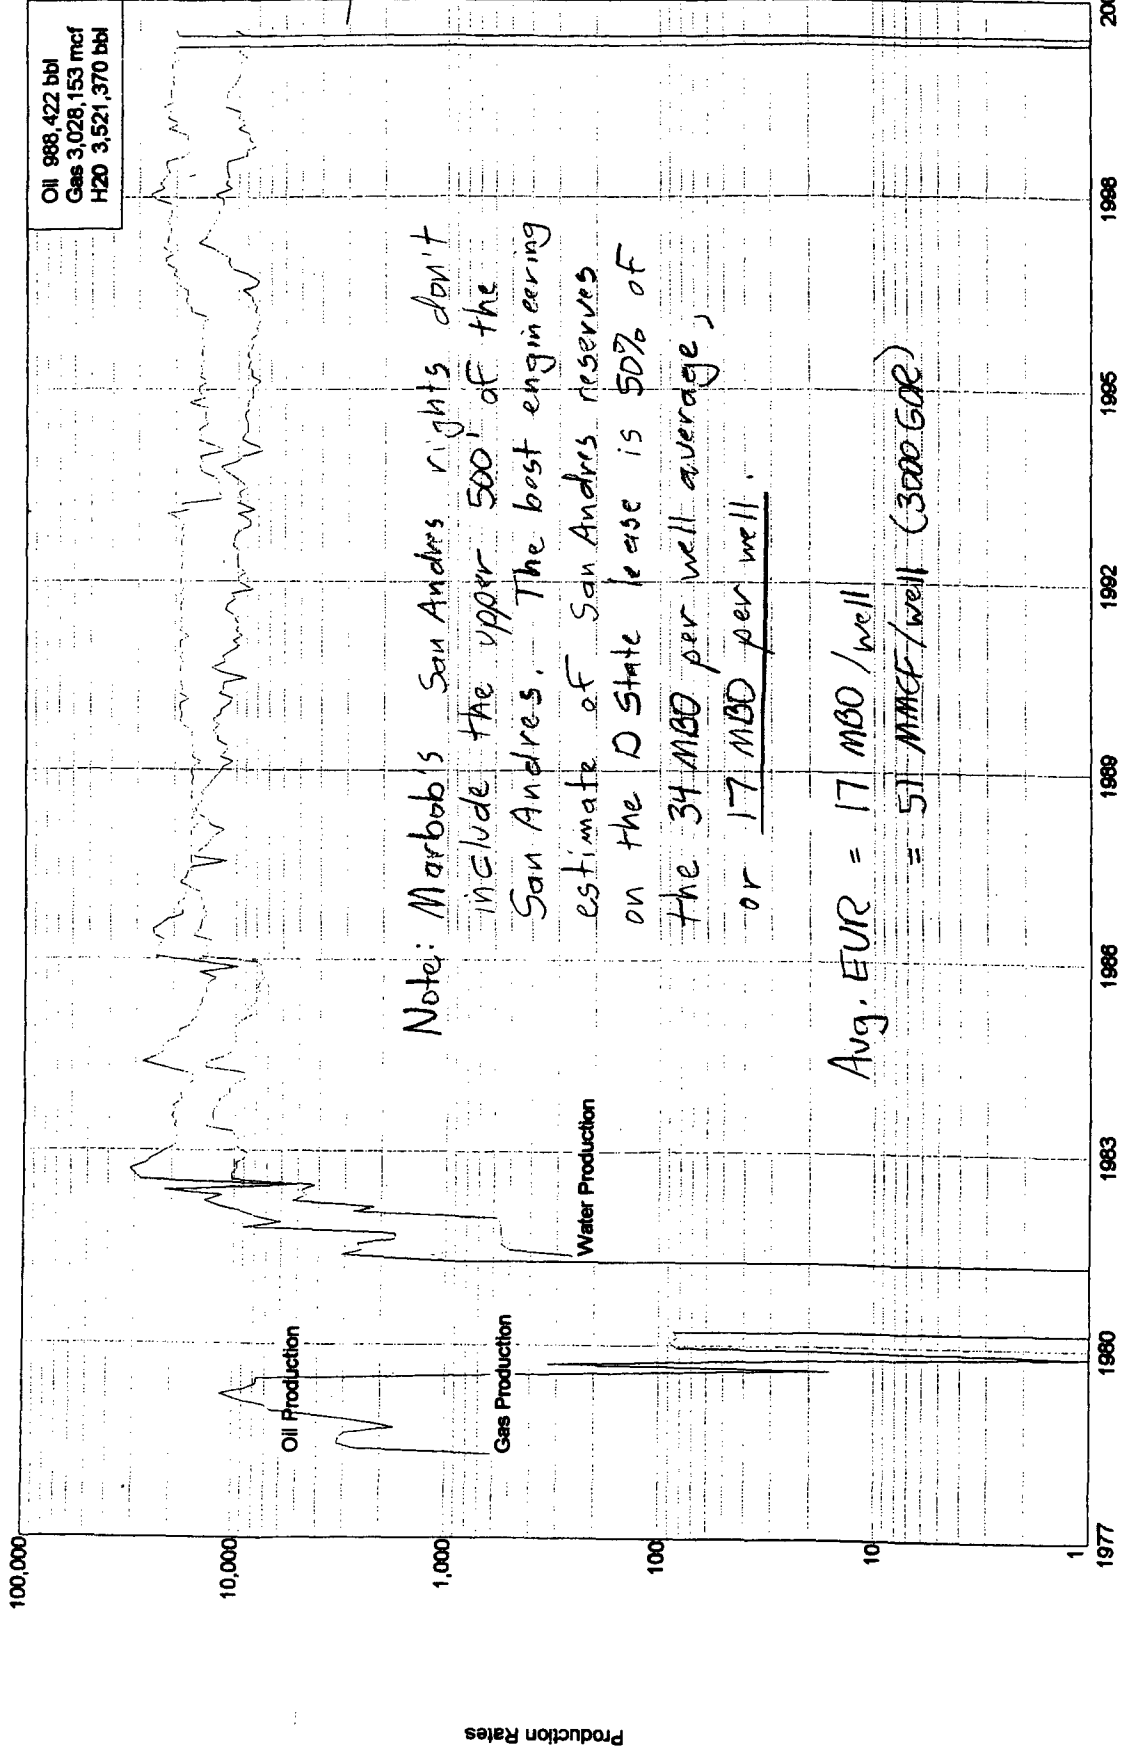 Oil 988,422 bbl
Gas 3,028,153 mcf
H20 3,521,370 bbl
Production Rates
100,000
10,000
1,000
100
10
1
Oil Production
Gas Production
Water Production
Note: Marbob's San Andres rights don't
include the upper 500' of the
San Andres. The best engineering
estimate of San Andres reserves
on the D State lease is 50% of
the 34 MBO per well average,
or 17 MBO per well.
Avg. EUR = 17 MBO/well
= 51 MMCF/well (3000 GOR)
1977
1980
1983
1986
1989
1992
1995
1998